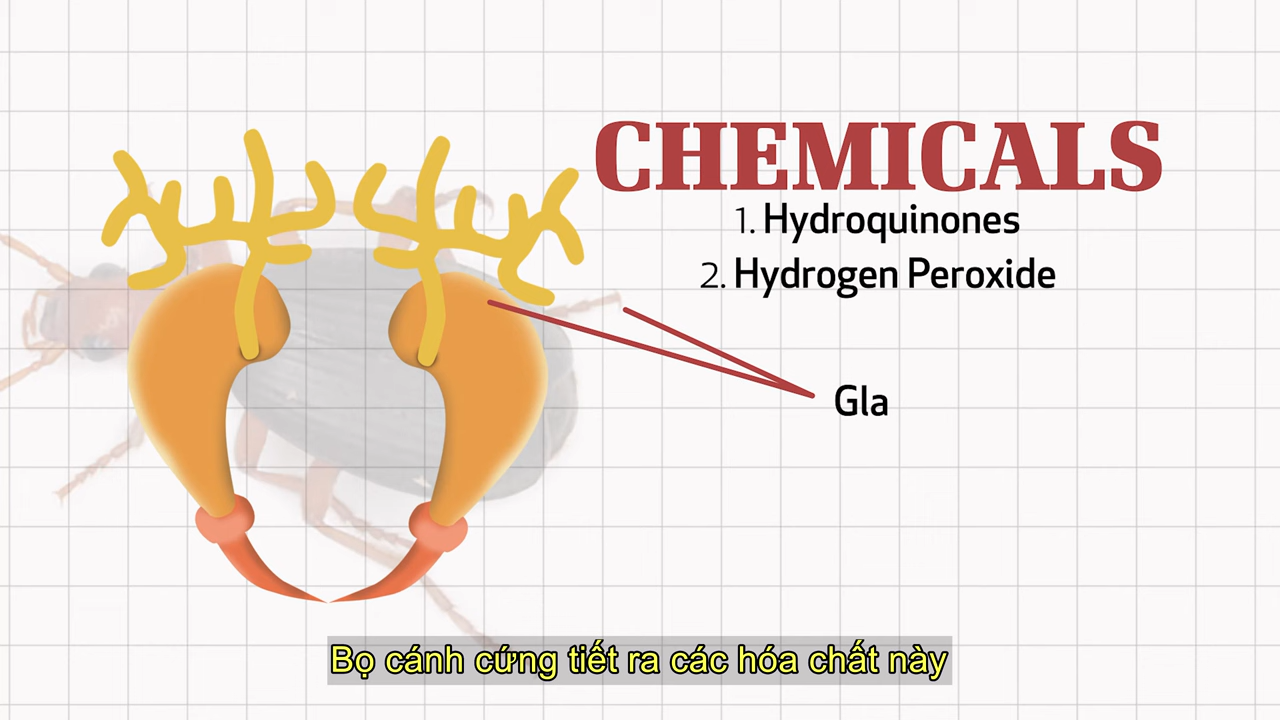 CHEMICALS
1. Hydroquinones
2. Hydrogen Peroxide
Gla
Bọ cánh cứng tiết ra các hóa chất này